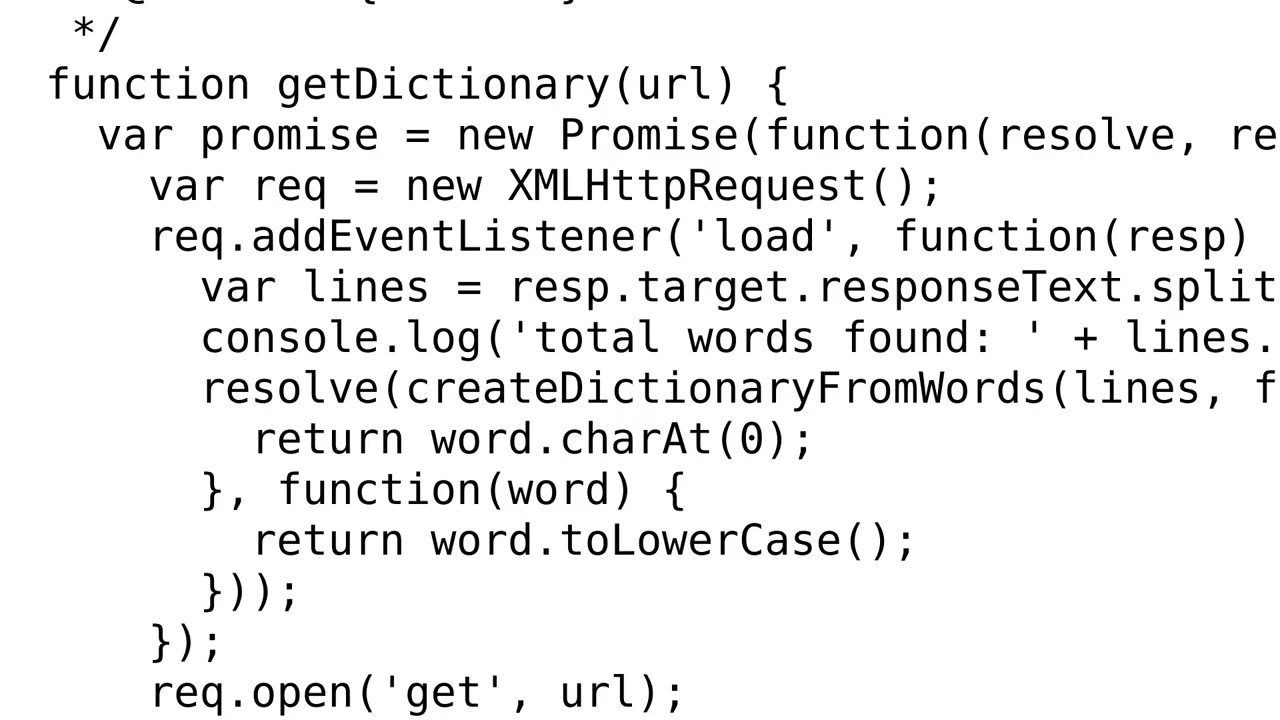 */
function getDictionary(url) {
var promise = new Promise(function(resolve, re
var req = new XMLHttpRequest();
req.addEventListener('load', function(resp)
var lines = resp.target.responseText.split
console.log('total words found: ' + lines.
resolve(createDictionaryFromWords(lines, f
return word.charAt(0);
}, function(word) {
return word.toLowerCase();
}));
});
req.open('get', url);